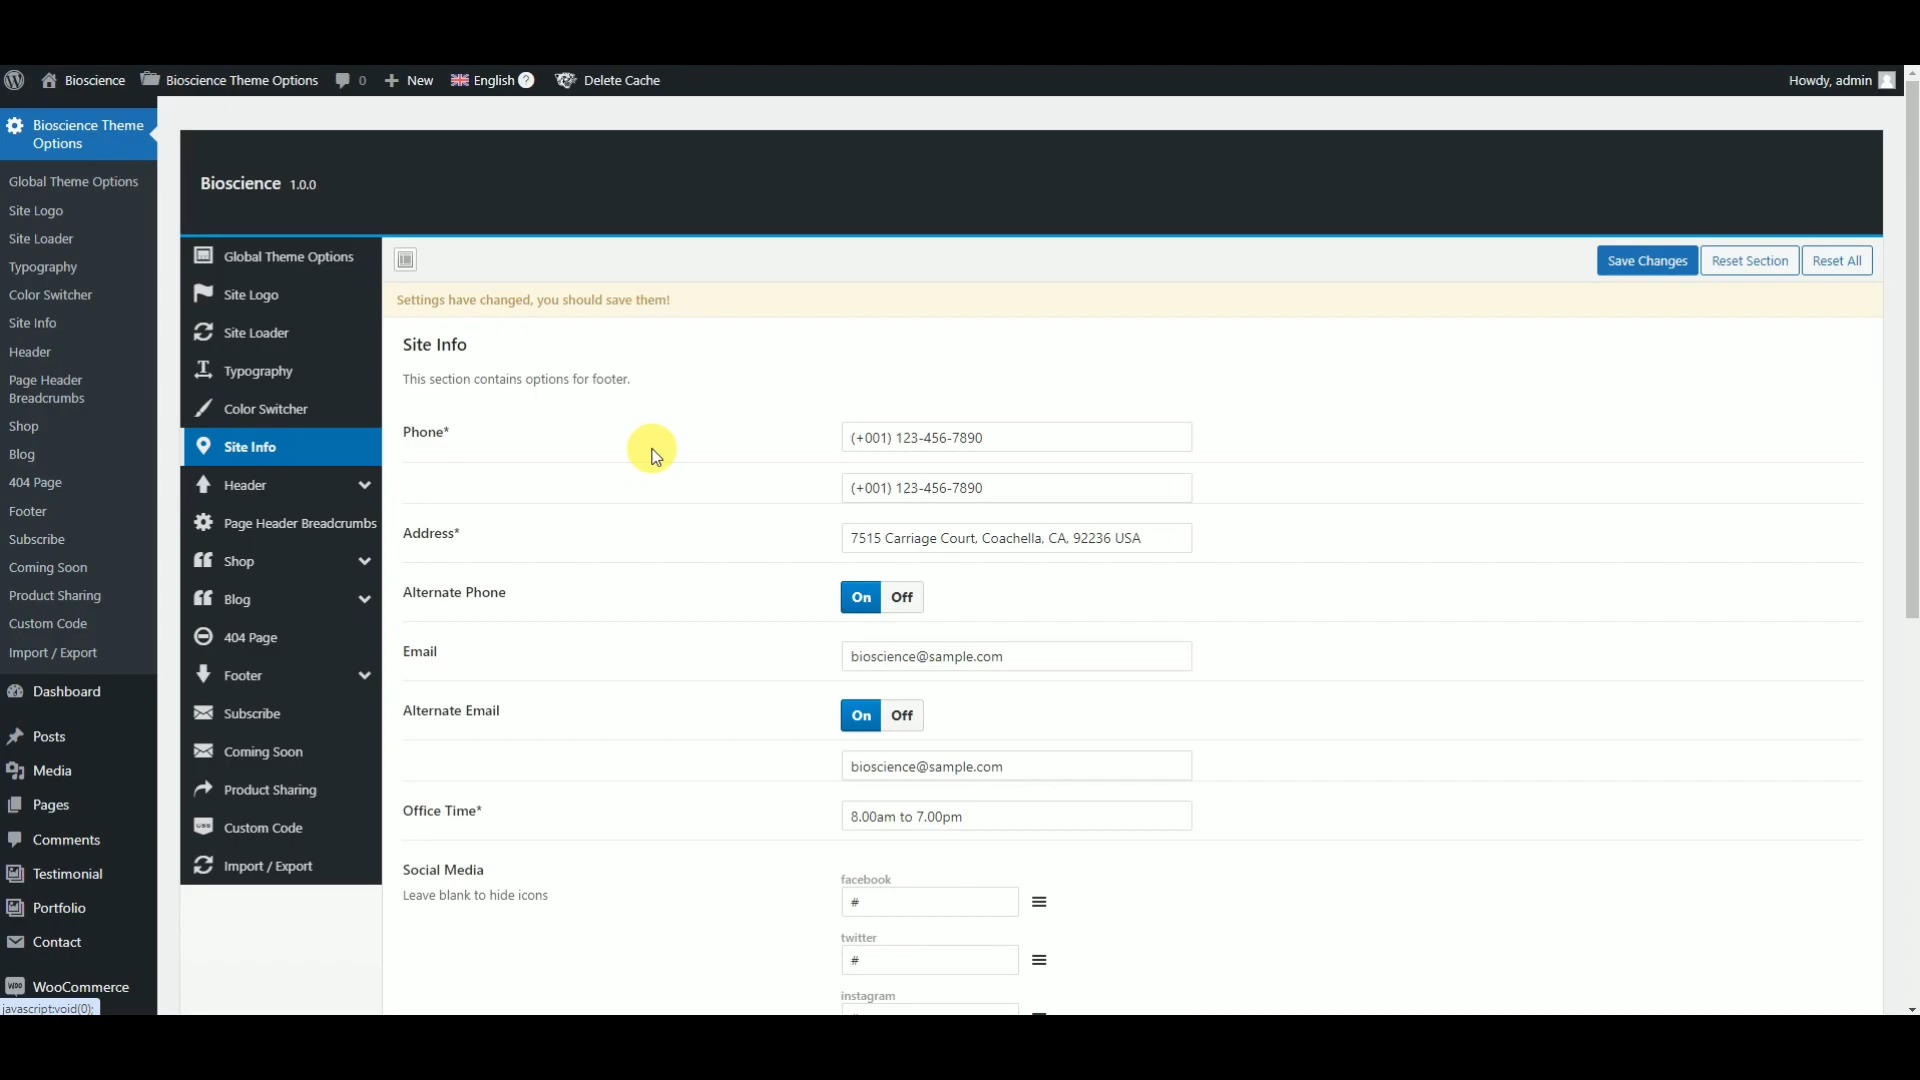 Bioscience
Bioscience Theme Options
0
New
English
?
Delete Cache
Howdy, admin
Bioscience Theme
Options
Global Theme Options
Site Logo
Site Loader
Typography
Color Switcher
Site Info
Header
Page Header
Breadcrumbs
Shop
Blog
404 Page
Footer
Subscribe
Coming Soon
Product Sharing
Custom Code
Import / Export
Dashboard
Posts
Media
Pages
Comments
Testimonial
Portfolio
Contact
WooCommerce
javascript:void(0);
Bioscience 1.0.0
Global Theme Options
Site Logo
Site Loader
Typography
Color Switcher
Site Info
Header
Page Header Breadcrumbs
Shop
Blog
404 Page
Footer
Subscribe
Coming Soon
Product Sharing
Custom Code
Import / Export
Save Changes
Reset Section
Reset All
Settings have changed, you should save them!
Site Info
This section contains options for footer.
Phone*
(+001) 123-456-7890
(+001) 123-456-7890
Address*
7515 Carriage Court, Coachella, CA, 92236 USA
Alternate Phone
On Off
Email
bioscience@sample.com
Alternate Email
On Off
bioscience@sample.com
Office Time*
8.00am to 7.00pm
Social Media
Leave blank to hide icons
facebook
#
twitter
#
instagram